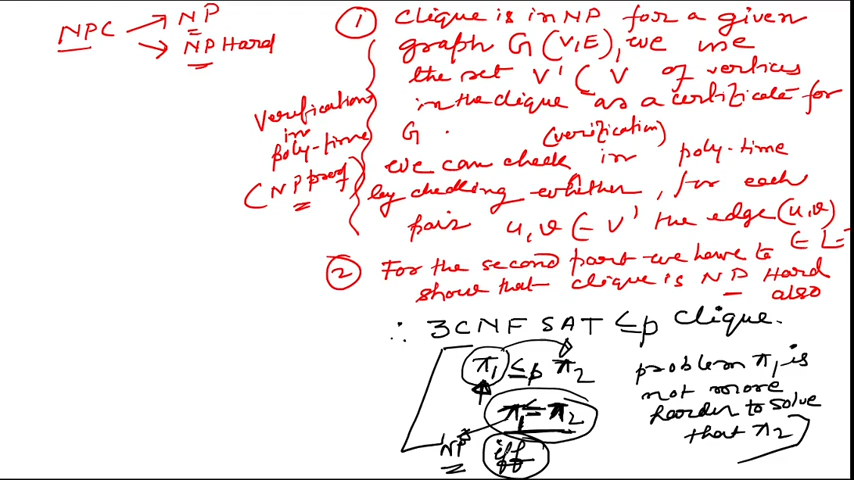 NPC → NP
→ NP Hard
① Clique is in NP for a given
graph G (V,E), we use
the set V' ⊂ V of vertices
in the clique as a certificate for
G.
(verification)
we can check in poly-time
by checking whether, for each
pair u, v ∈ V' the edge (u,v)
∈ E
Verification
in
poly-time
(NP proof)
② For the second part we have to
show that clique is NP Hard
also
∴ 3CNF SAT ≤p Clique.
π1 ≤p π2
π1 ≤ π2
NP
iff
problem π1 is
not more
harder to solve
that π2